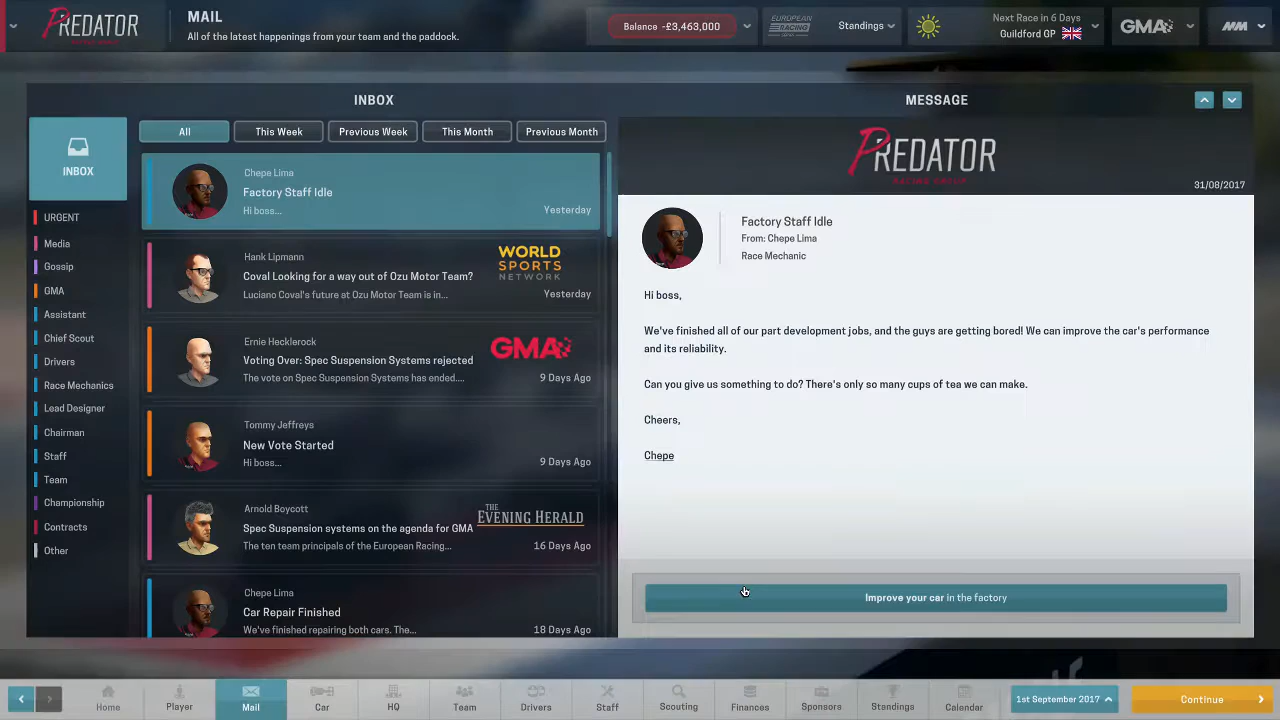 PREDATOR
RACING GROUP
MAIL
All of the latest happenings from your team and the paddock.
Balance -£3,463,000
EUROPEAN
RACING
SERIES
Standings
Next Race in 6 Days
Guildford GP
GMA
INBOX
MESSAGE
INBOX
All
This Week
Previous Week
This Month
Previous Month
URGENT
Media
Gossip
GMA
Assistant
Chief Scout
Drivers
Race Mechanics
Lead Designer
Chairman
Staff
Team
Championship
Contracts
Other
Chepe Lima
Factory Staff Idle
Hi boss...
Yesterday
Hank Lipmann
Coval Looking for a way out of Ozu Motor Team?
Luciano Coval's future at Ozu Motor Team is in...
WORLD
SPORTS
NETWORK
Yesterday
Ernie Hecklerock
Voting Over: Spec Suspension Systems rejected
The vote on Spec Suspension Systems has ended....
GMA
9 Days Ago
Tommy Jeffreys
New Vote Started
Hi boss...
9 Days Ago
Arnold Boycott
Spec Suspension systems on the agenda for GMA
The ten team principals of the European Racing...
THE
EVENING HERALD
16 Days Ago
Chepe Lima
Car Repair Finished
We've finished repairing both cars. The...
18 Days Ago
PREDATOR
RACING GROUP
31/08/2017
Factory Staff Idle
From: Chepe Lima
Race Mechanic
Hi boss,
We've finished all of our part development jobs, and the guys are getting bored! We can improve the car's performance
and its reliability.
Can you give us something to do? There's only so many cups of tea we can make.
Cheers,
Chepe
Improve your car in the factory
Home
Player
Mail
Car
HQ
Team
Drivers
Staff
Scouting
Finances
Sponsors
Standings
Calendar
1st September 2017
Continue